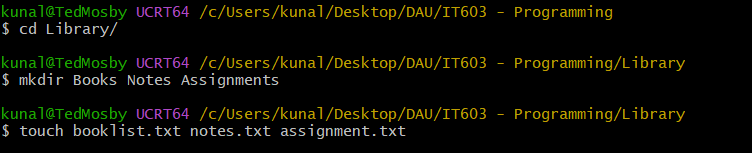 kunal@TedMosby UCRT64 /c/Users/kunal/Desktop/DAU/IT603 - Programming
$ cd Library/
kunal@TedMosby UCRT64 /c/Users/kunal/Desktop/DAU/IT603 - Programming/Library
$ mkdir Books Notes Assignments
kunal@TedMosby UCRT64 /c/Users/kunal/Desktop/DAU/IT603 - Programming/Library
$ touch booklist.txt notes.txt assignment.txt